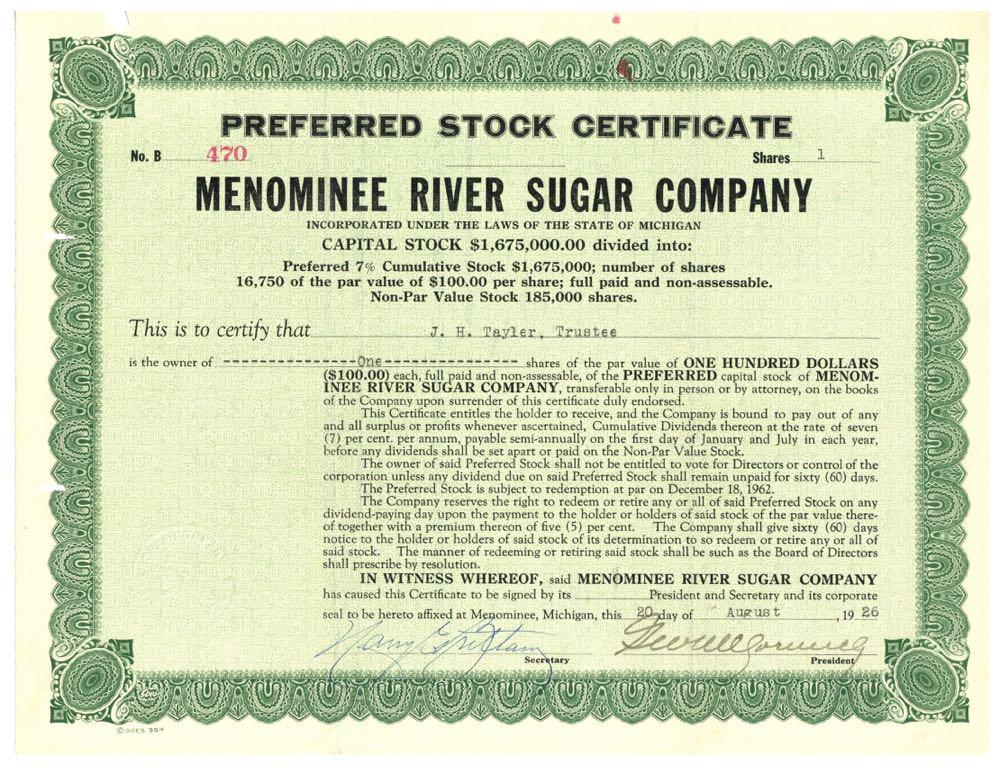 PREFERRED STOCK CERTIFICATE
No. B 470 Shares 1
MENOMINEE RIVER SUGAR COMPANY
INCORPORATED UNDER THE LAWS OF THE STATE OF MICHIGAN
CAPITAL STOCK $1,675,000.00 divided into:
Preferred 7% Cumulative Stock $1,675,000; number of shares
16,750 of the par value of $100.00 per share; full paid and non-assessable.
Non-Par Value Stock 185,000 shares.
This is to certify that J. H. Tayler, Trustee
is the owner of ----------------One---------------- shares of the par value of ONE HUNDRED DOLLARS
($100.00) each, full paid and non-assessable, of the PREFERRED capital stock of MENOM-
INEE RIVER SUGAR COMPANY, transferable only in person or by attorney, on the books
of the Company upon surrender of this certificate duly endorsed.
This Certificate entitles the holder to receive, and the Company is bound to pay out of any
and all surplus or profits whenever ascertained, Cumulative Dividends thereon at the rate of seven
(7) per cent. per annum, payable semi-annually on the first day of January and July in each year,
before any dividends shall be set apart or paid on the Non-Par Value Stock.
The owner of said Preferred Stock shall not be entitled to vote for Directors or control of the
corporation unless any dividend due on said Preferred Stock shall remain unpaid for sixty (60) days.
The Preferred Stock is subject to redemption at par on December 18, 1962.
The Company reserves the right to redeem or retire any or all of said Preferred Stock on any
dividend-paying day upon the payment to the holder or holders of said stock of the par value there-
of together with a premium thereon of five (5) per cent. The Company shall give sixty (60) days
notice to the holder or holders of said stock of its determination to so redeem or retire any or all of
said stock. The manner of redeeming or retiring said stock shall be such as the Board of Directors
shall prescribe by resolution.
IN WITNESS WHEREOF, said MENOMINEE RIVER SUGAR COMPANY
has caused this Certificate to be signed by its President and Secretary and its corporate
seal to be hereto affixed at Menominee, Michigan, this 20 day of August, 1926
Secretary President
© GOES 354